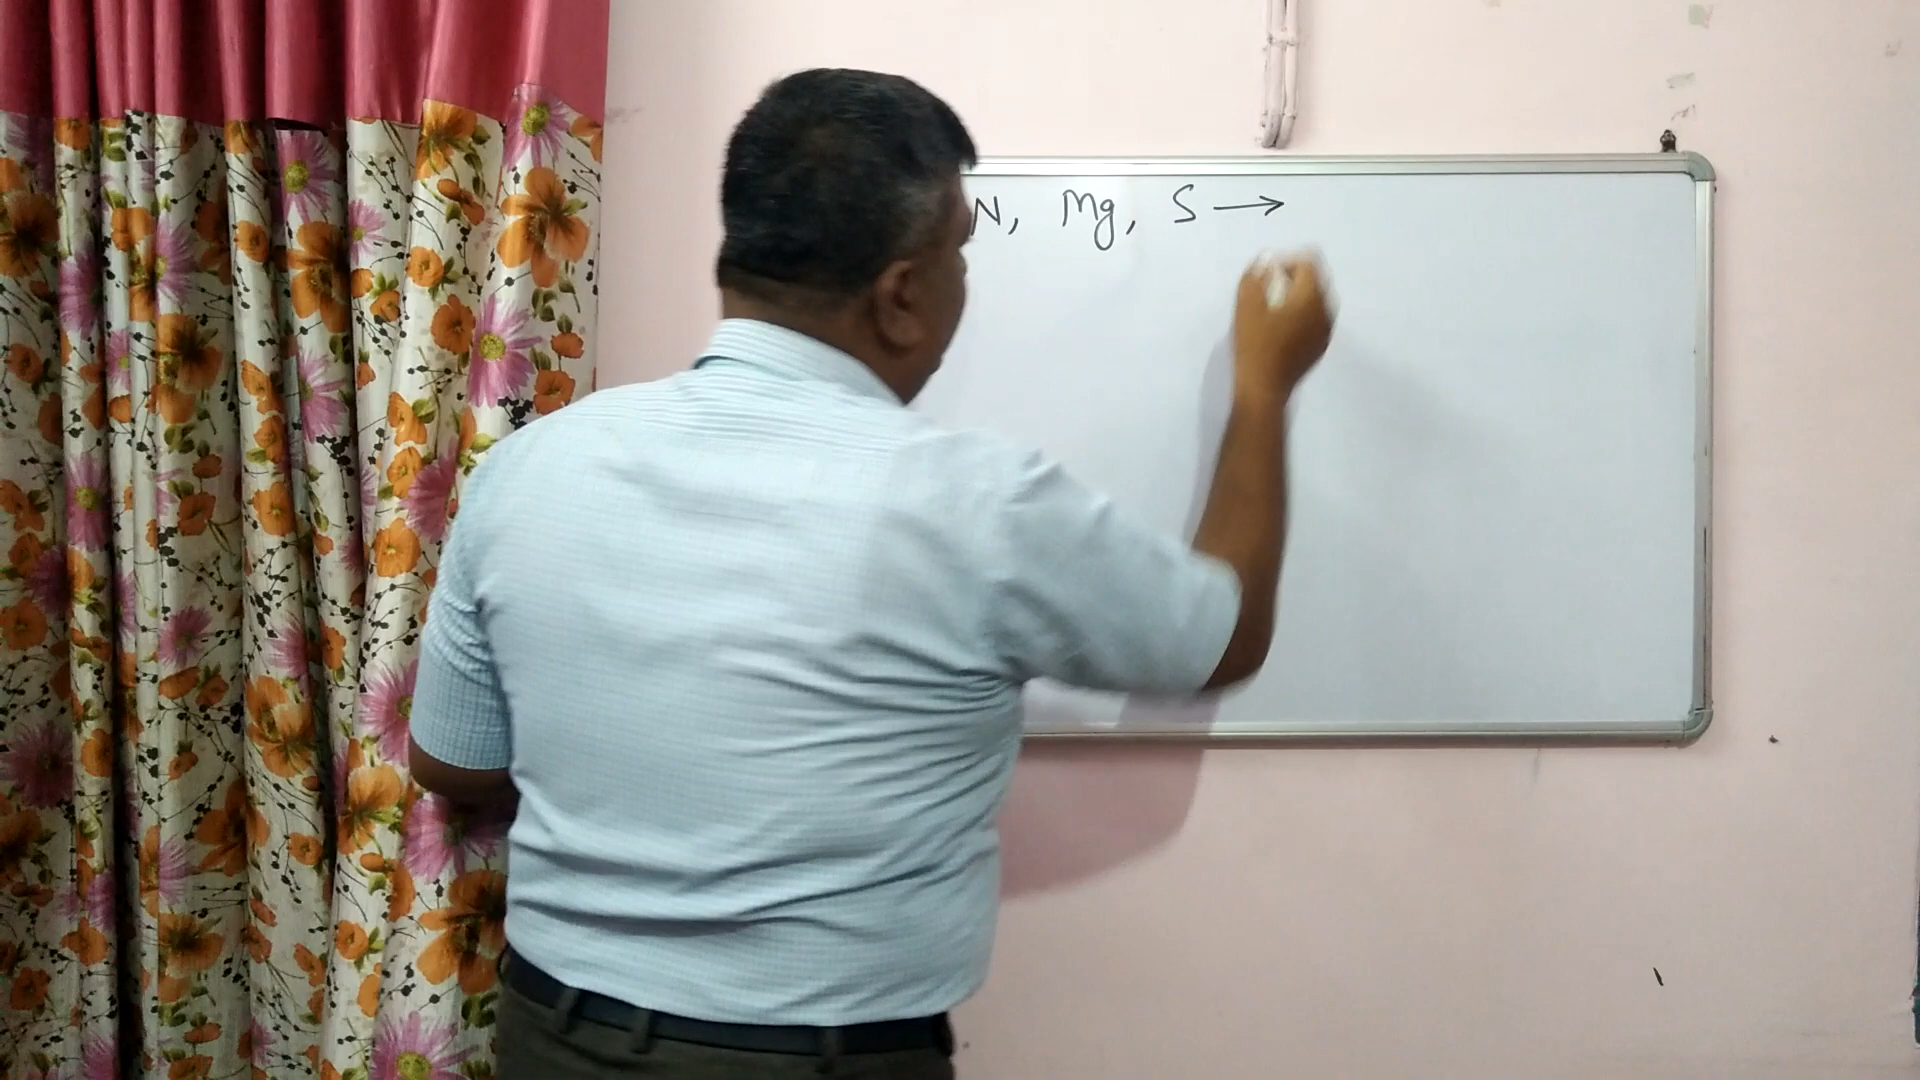 N, Mg, S →